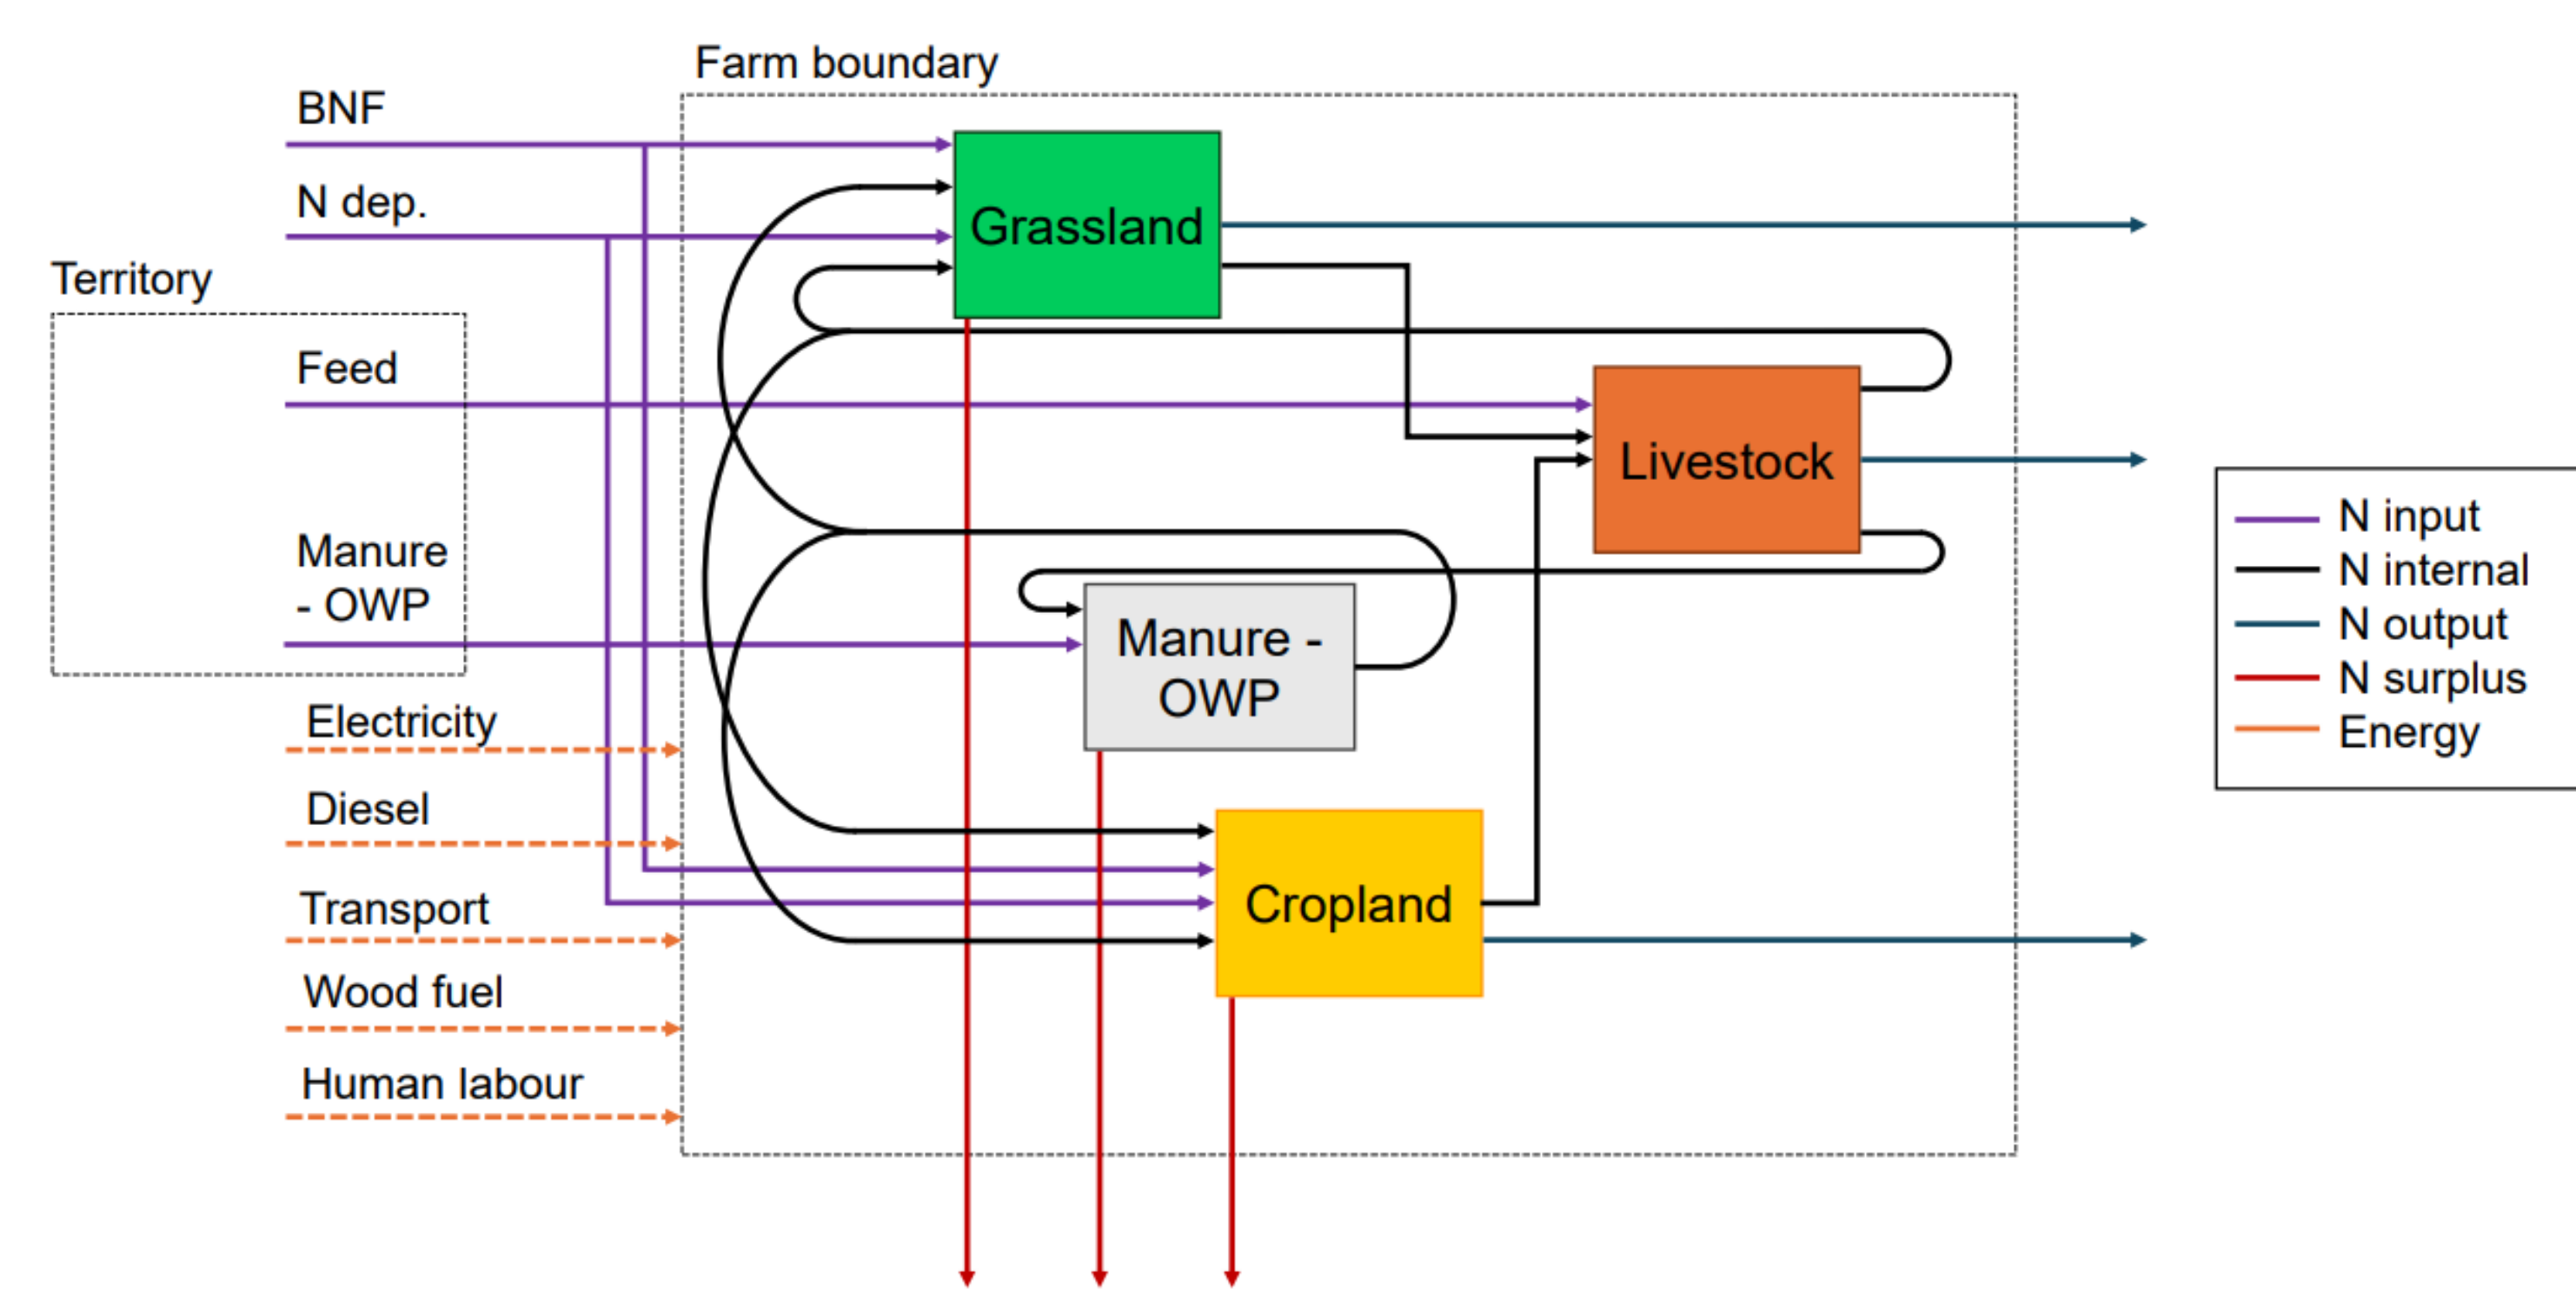 Farm boundary
BNF
N dep.
Territory
Feed
Manure
- OWP
Electricity
Diesel
Transport
Wood fuel
Human labour
Grassland
Livestock
Manure -
OWP
Cropland
N input
N internal
N output
N surplus
Energy